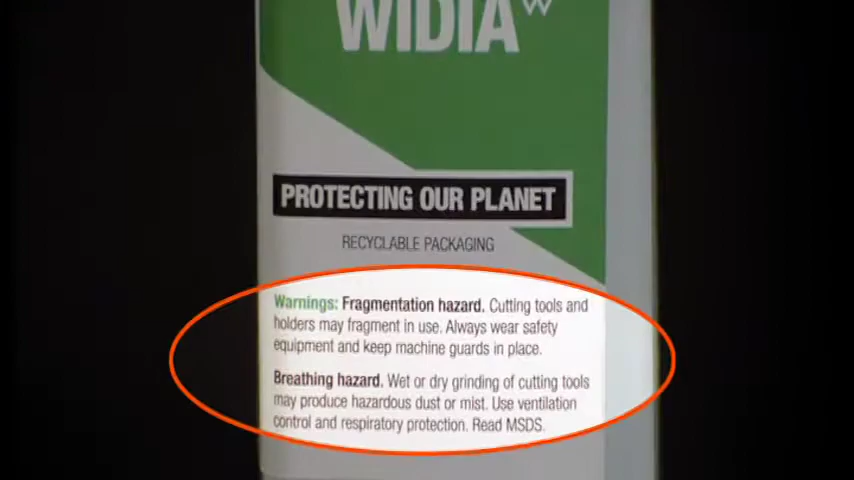 WIDIA
PROTECTING OUR PLANET
RECYCLABLE PACKAGING
Warnings: Fragmentation hazard. Cutting tools and
holders may fragment in use. Always wear safety
equipment and keep machine guards in place.
Breathing hazard. Wet or dry grinding of cutting tools
may produce hazardous dust or mist. Use ventilation
control and respiratory protection. Read MSDS.